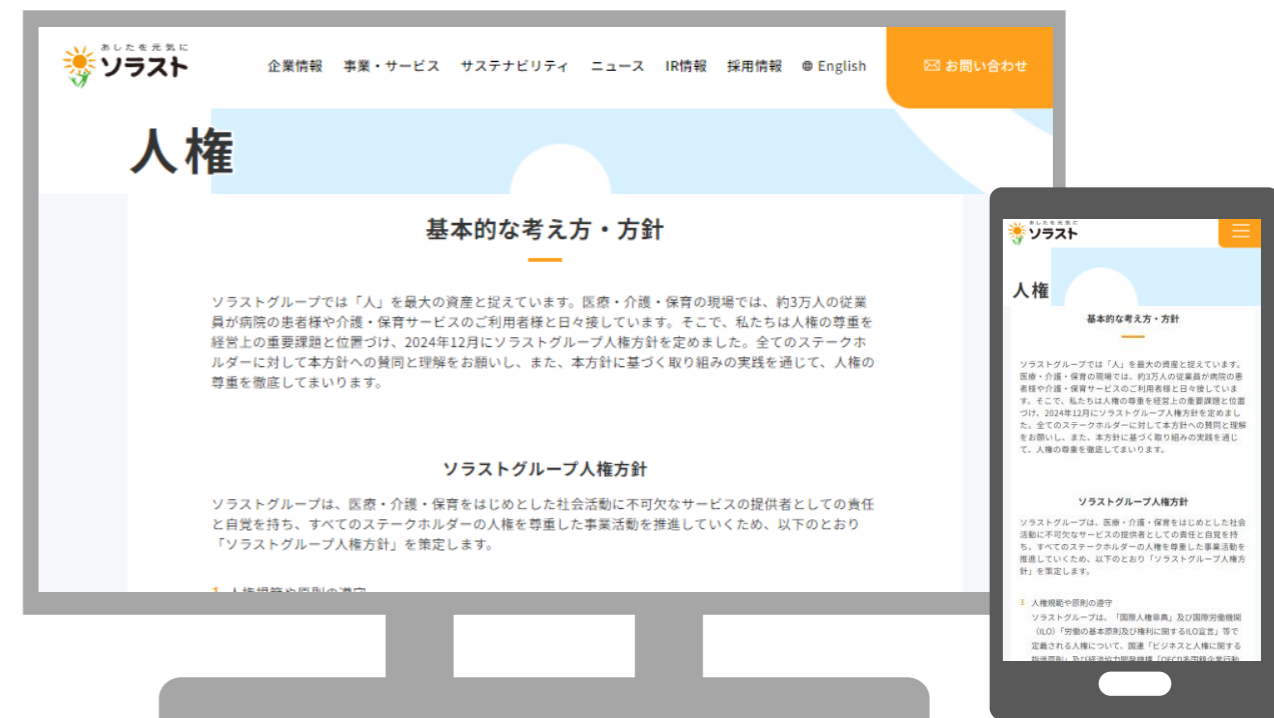 あしたを元気に
ソラスト
企業情報 事業・サービス サステナビリティ ニュース IR情報 採用情報 English お問い合わせ
人権
基本的な考え方・方針
ソラストグループでは「人」を最大の資産と捉えています。医療・介護・保育の現場では、約3万人の従業
員が病院の患者様や介護・保育サービスのご利用者様と日々接しています。そこで、私たちは人権の尊重を
経営上の重要課題と位置づけ、2024年12月にソラストグループ人権方針を定めました。全てのステークホ
ルダーに対して本方針への賛同と理解をお願いし、また、本方針に基づく取り組みの実践を通じて、人権の
尊重を徹底してまいります。
ソラストグループ人権方針
ソラストグループは、医療・介護・保育をはじめとした社会活動に不可欠なサービスの提供者としての責任
と自覚を持ち、すべてのステークホルダーの人権を尊重した事業活動を推進していくため、以下のとおり
「ソラストグループ人権方針」を策定します。
1 人権規範や原則の遵守
あしたを元気に
ソラスト
人権
基本的な考え方・方針
ソラストグループでは「人」を最大の資産と捉えています。
医療・介護・保育の現場では、約3万人の従業員が病院の患
者様や介護・保育サービスのご利用者様と日々接していま
す。そこで、私たちは人権の尊重を経営上の重要課題と位置
づけ、2024年12月にソラストグループ人権方針を定めまし
た。全てのステークホルダーに対して本方針への賛同と理解
をお願いし、また、本方針に基づく取り組みの実践を通じ
て、人権の尊重を徹底してまいります。
ソラストグループ人権方針
ソラストグループは、医療・介護・保育をはじめとした社会
活動に不可欠なサービスの提供者としての責任と自覚を持
ち、すべてのステークホルダーの人権を尊重した事業活動を
推進していくため、以下のとおり「ソラストグループ人権方
針」を策定します。
1 人権規範や原則の遵守
ソラストグループは、「国際人権章典」及び国際労働機関
（ILO）「労働の基本原則及び権利に関するILO宣言」等で
定義される人権について、国連「ビジネスと人権に関する
指導原則」及び経済協力開発機構「OECD多国籍企業行動